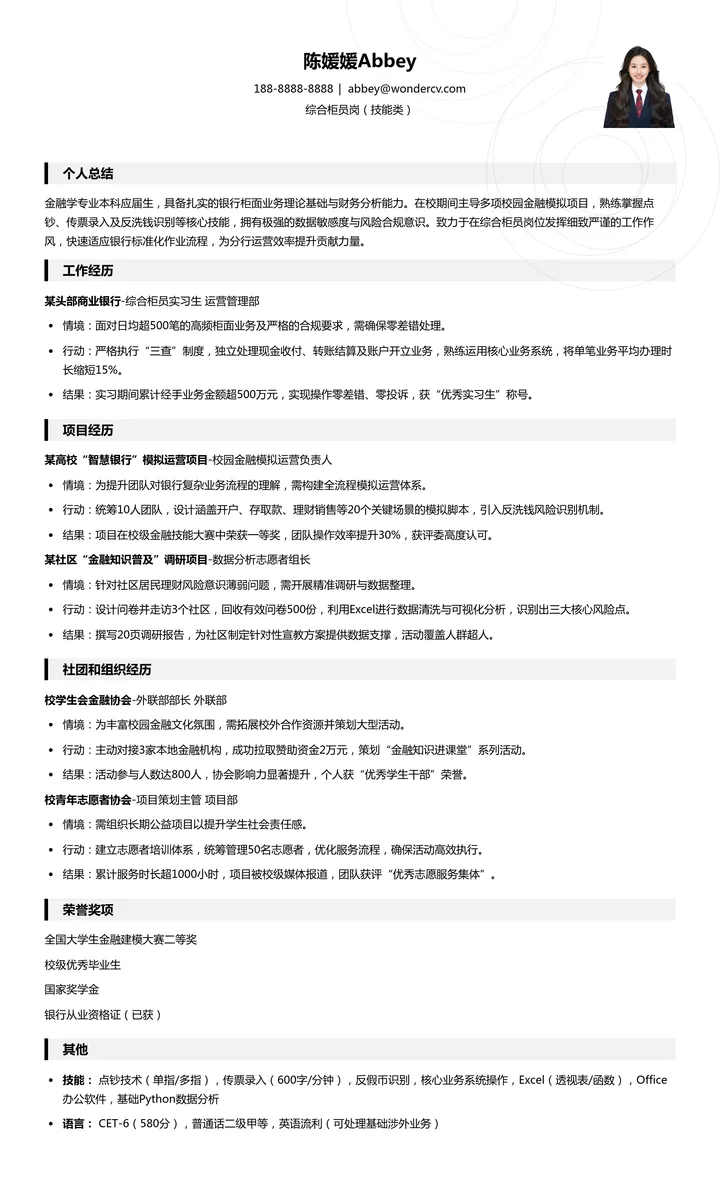 陈媛媛Abbey
188-8888-8888 | abbey@wondercv.com
综合柜员岗（技能类）
个人总结
金融学专业本科应届生，具备扎实的银行柜面业务理论基础与财务分析能力。在校期间主导多项校园金融模拟项目，熟练掌握点
钞、传票录入及反洗钱识别等核心技能，拥有极强的数据敏感度与风险合规意识。致力于在综合柜员岗位发挥细致严谨的工作作
风，快速适应银行标准化作业流程，为分行运营效率提升贡献力量。
工作经历
某头部商业银行-综合柜员实习生 运营管理部
• 情境：面对日均超500笔的高频柜面业务及严格的合规要求，需确保零差错处理。
• 行动：严格执行“三查”制度，独立处理现金收付、转账结算及账户开立业务，熟练运用核心业务系统，将单笔业务平均办理时
长缩短15%。
• 结果：实习期间累计经手业务金额超500万元，实现操作零差错、零投诉，获“优秀实习生”称号。
项目经历
某高校“智慧银行”模拟运营项目-校园金融模拟运营负责人
• 情境：为提升团队对银行复杂业务流程的理解，需构建全流程模拟运营体系。
• 行动：统筹10人团队，设计涵盖开户、存取款、理财销售等20个关键场景的模拟脚本，引入反洗钱风险识别机制。
• 结果：项目在校级金融技能大赛中荣获一等奖，团队操作效率提升30%，获评委高度认可。
某社区“金融知识普及”调研项目-数据分析志愿者组长
• 情境：针对社区居民理财风险意识薄弱问题，需开展精准调研与数据整理。
• 行动：设计问卷并走访3个社区，回收有效问卷500份，利用Excel进行数据清洗与可视化分析，识别出三大核心风险点。
• 结果：撰写20页调研报告，为社区制定针对性宣教方案提供数据支撑，活动覆盖人群超人。
社团和组织经历
校学生会金融协会-外联部部长 外联部
• 情境：为丰富校园金融文化氛围，需拓展校外合作资源并策划大型活动。
• 行动：主动对接3家本地金融机构，成功拉取赞助资金2万元，策划“金融知识进课堂”系列活动。
• 结果：活动参与人数达800人，协会影响力显著提升，个人获“优秀学生干部”荣誉。
校青年志愿者协会-项目策划主管 项目部
• 情境：需组织长期公益项目以提升学生社会责任感。
• 行动：建立志愿者培训体系，统筹管理50名志愿者，优化服务流程，确保活动高效执行。
• 结果：累计服务时长超1000小时，项目被校级媒体报道，团队获评“优秀志愿服务集体”。
荣誉奖项
全国大学生金融建模大赛二等奖
校级优秀毕业生
国家奖学金
银行从业资格证（已获）
其他
• 技能： 点钞技术（单指/多指），传票录入（600字/分钟），反假币识别，核心业务系统操作，Excel（透视表/函数），Office
办公软件，基础Python数据分析
• 语言： CET-6（580分），普通话二级甲等，英语流利（可处理基础涉外业务）